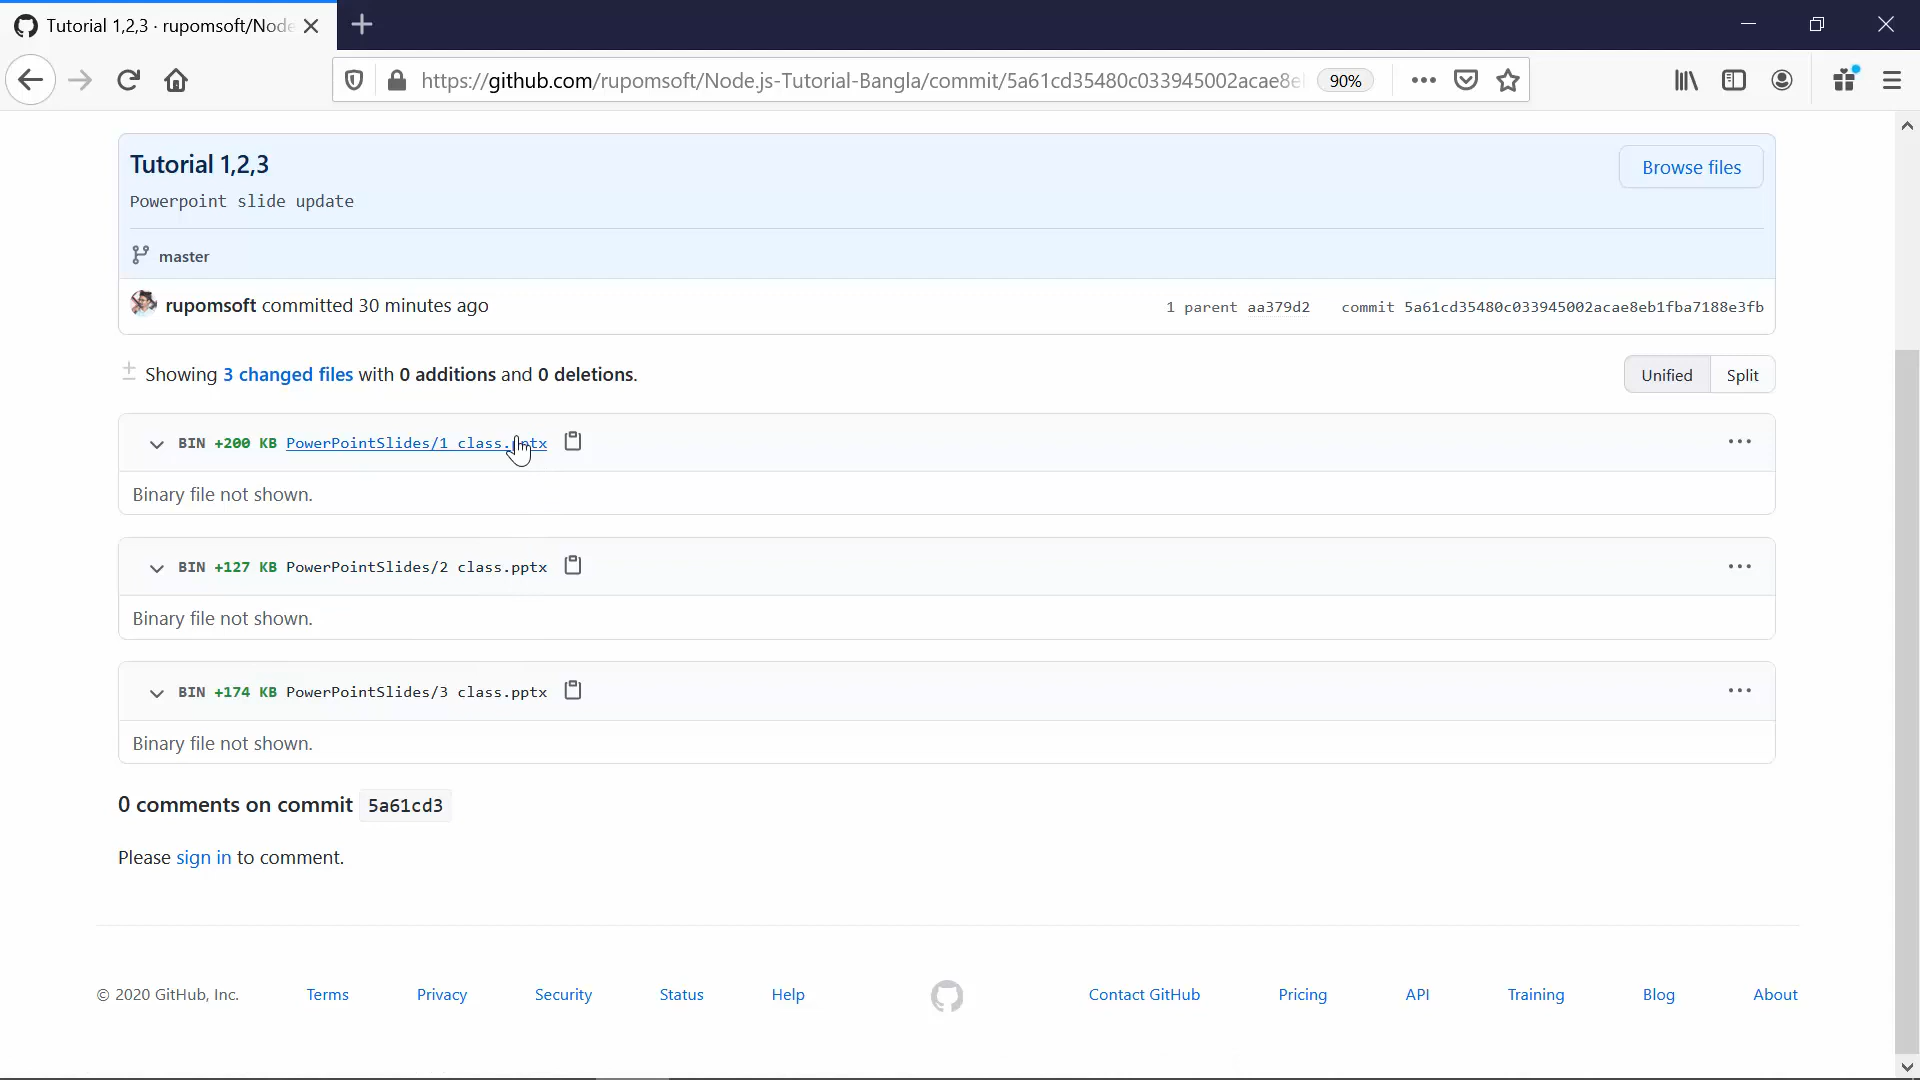 Tutorial 1,2,3 · rupomsoft/Node
https://github.com/rupomsoft/Node.js-Tutorial-Bangla/commit/5a61cd35480c033945002acae8e
90%
Tutorial 1,2,3
Browse files
Powerpoint slide update
master
rupomsoft committed 30 minutes ago
1 parent aa379d2 commit 5a61cd35480c033945002acae8eb1fba7188e3fb
Showing 3 changed files with 0 additions and 0 deletions.
Unified Split
BIN +200 KB PowerPointSlides/1 class.pptx
Binary file not shown.
BIN +127 KB PowerPointSlides/2 class.pptx
Binary file not shown.
BIN +174 KB PowerPointSlides/3 class.pptx
Binary file not shown.
0 comments on commit 5a61cd3
Please sign in to comment.
© 2020 GitHub, Inc. Terms Privacy Security Status Help Contact GitHub Pricing API Training Blog About